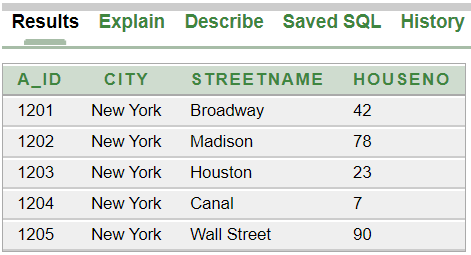 Results Explain Describe Saved SQL History
A_ID CITY STREETNAME HOUSENO
1201 New York Broadway 42
1202 New York Madison 78
1203 New York Houston 23
1204 New York Canal 7
1205 New York Wall Street 90